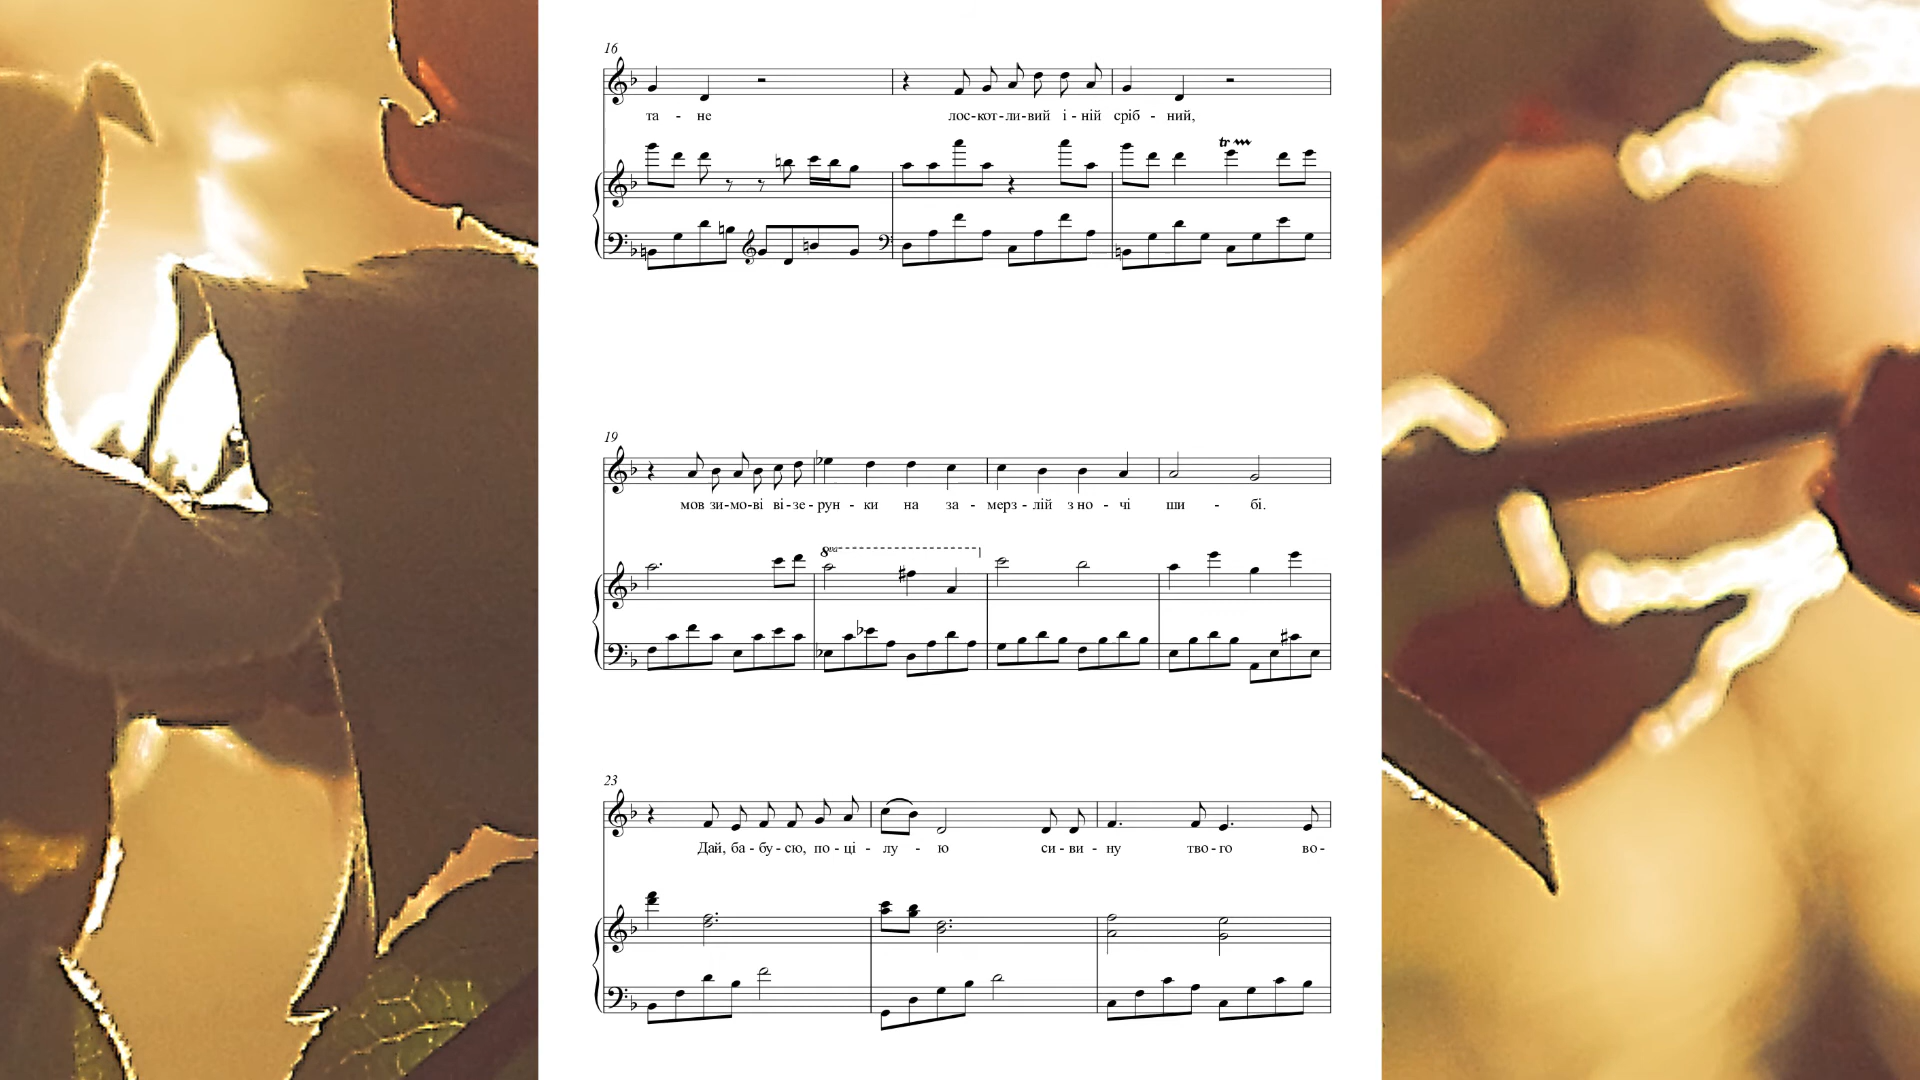 16
та - не лос-кот-ли-вий і-ній сріб - ний,
tr
19
мов зи-мо-ві ві-зе-рун - ки на за - мерз - лій з но - чі ши - бі.
8va
23
Дай, ба-бу-сю, по-ці - лу - ю си-ви - ну тво-го во-